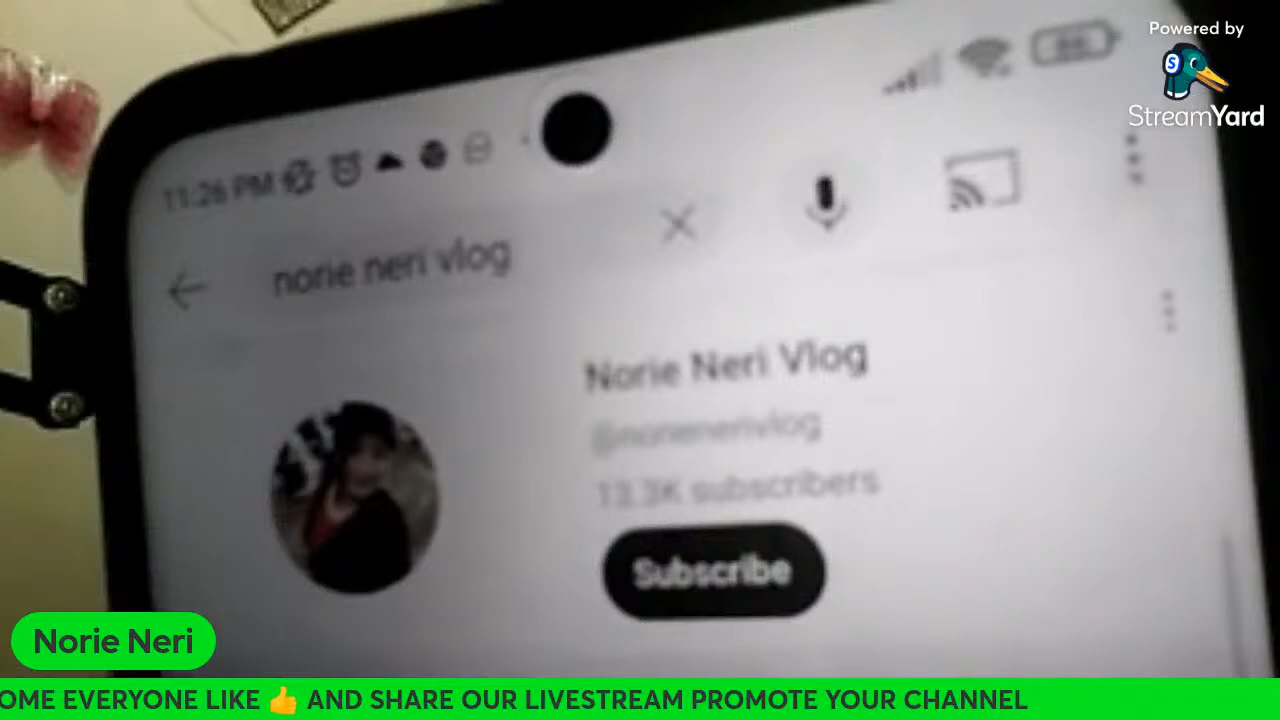 Powered by
StreamYard
11:26 PM
norie neri vlog
Norie Neri Vlog
@norienerivlog
13.3K subscribers
Subscribe
Norie Neri
OME EVERYONE LIKE 👍 AND SHARE OUR LIVESTREAM PROMOTE YOUR CHANNEL